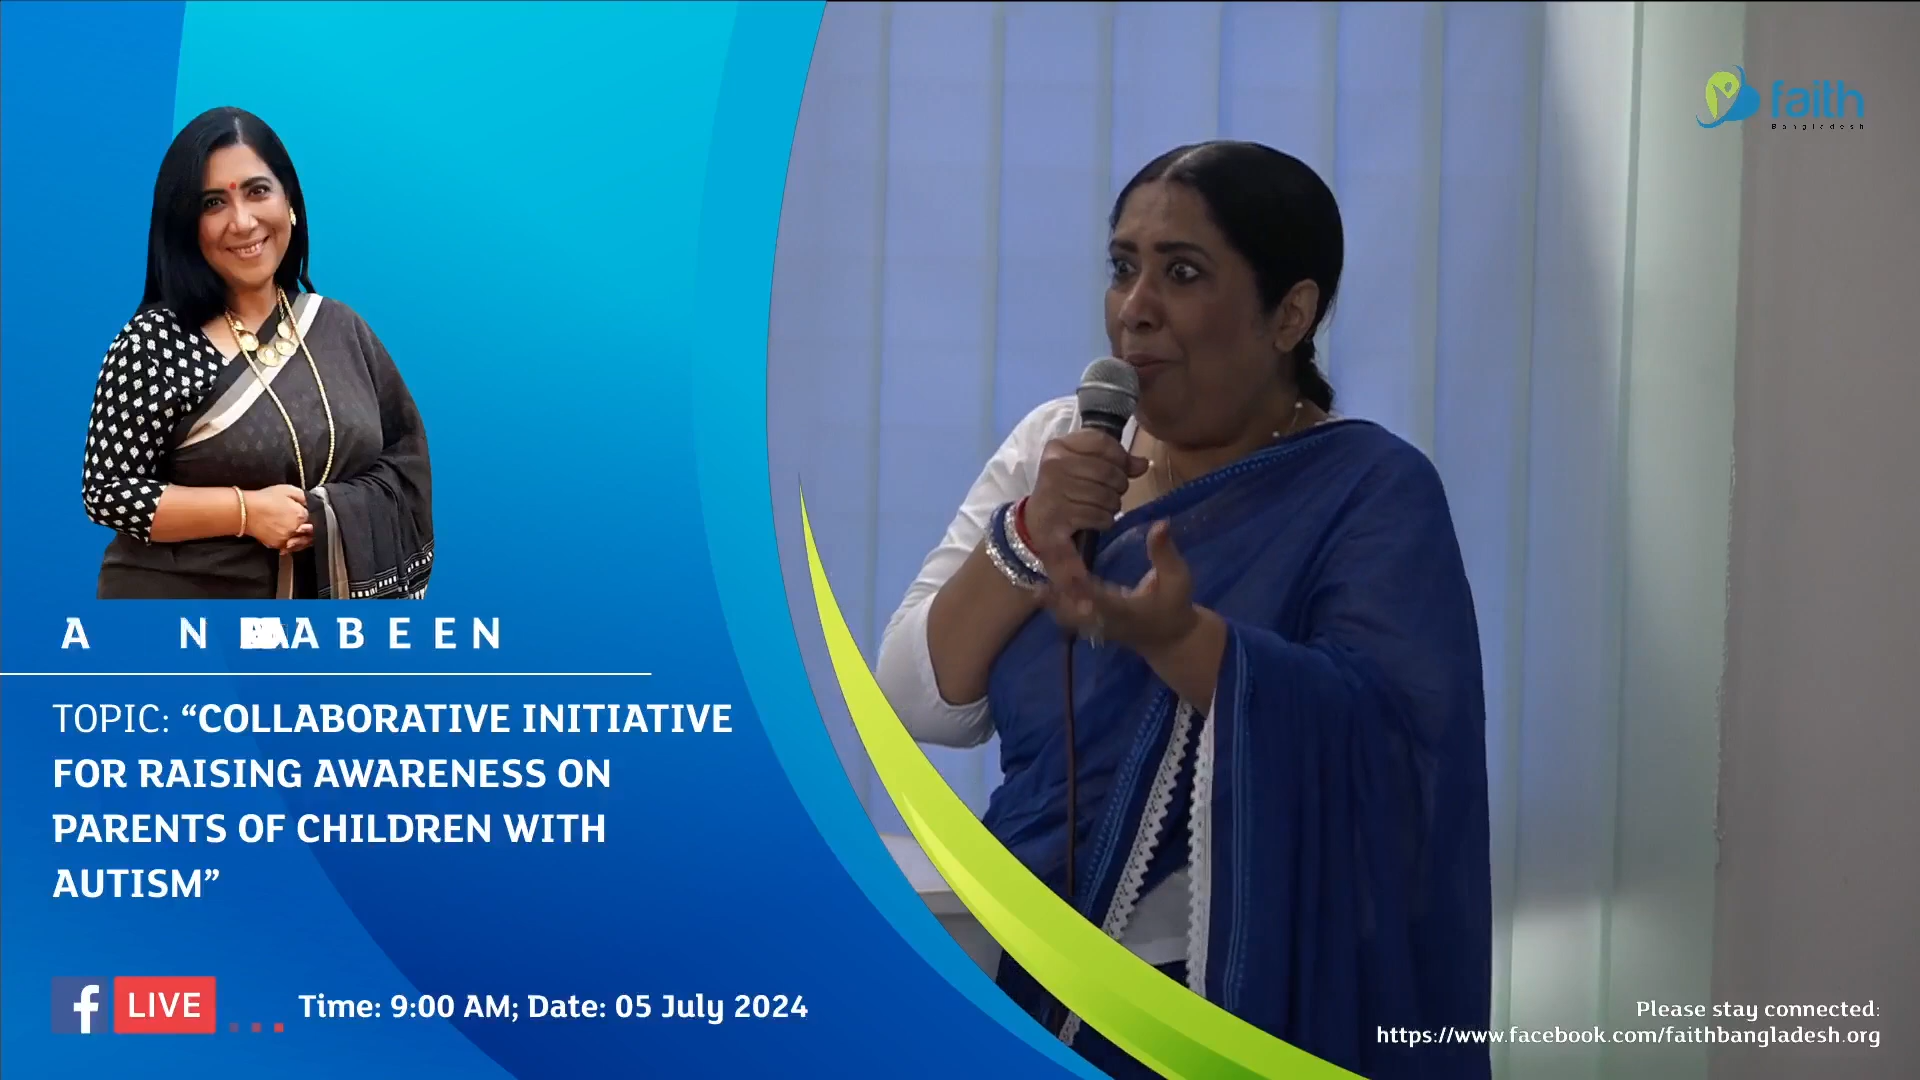 faith
Bangladesh
TOPIC: “COLLABORATIVE INITIATIVE
FOR RAISING AWARENESS ON
PARENTS OF CHILDREN WITH
AUTISM”
f LIVE
Time: 9:00 AM; Date: 05 July 2024
Please stay connected:
https://www.facebook.com/faithbangladesh.org